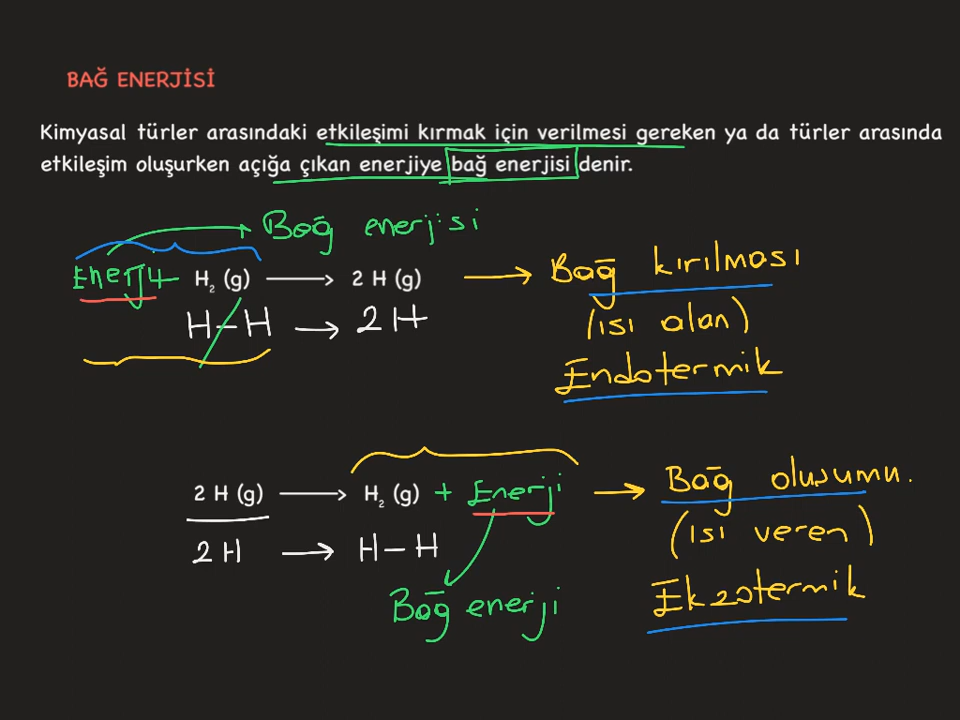 BAĞ ENERJİSİ
Kimyasal türler arasındaki etkileşimi kırmak için verilmesi gereken ya da türler arasında
etkileşim oluşurken açığa çıkan enerjiye bağ enerjisi denir.
Bağ enerjisi
Enerji + H₂ (g) → 2 H (g) → Bağ kırılması
H–H → 2 H (ısı alan)
Endotermik
2 H (g) → H₂ (g) + Enerji → Bağ oluşumu.
2 H → H–H (ısı veren)
Bağ enerji Ekzotermik